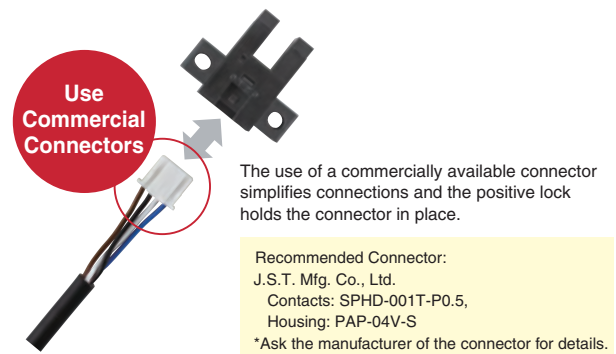 Use
Commercial
Connectors
The use of a commercially available connector
simplifies connections and the positive lock
holds the connector in place.
Recommended Connector:
J.S.T. Mfg. Co., Ltd.
Contacts: SPHD-001T-P0.5,
Housing: PAP-04V-S
*Ask the manufacturer of the connector for details.